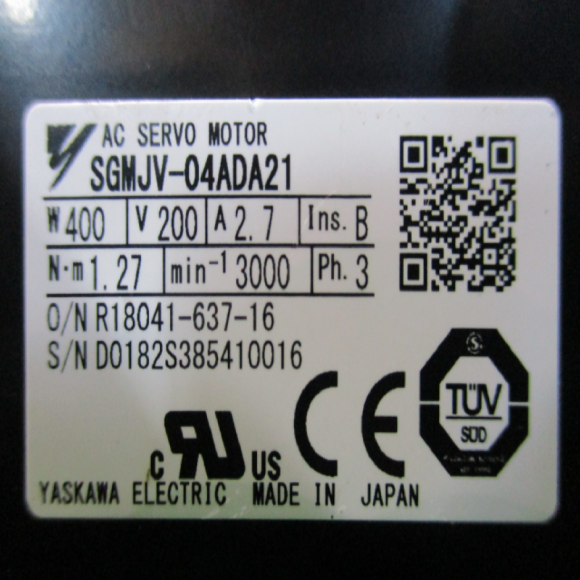 AC SERVO MOTOR
SGMJV-04ADA21
W 400 V 200 A 2.7 Ins. B
N·m 1.27 min⁻¹ 3000 Ph. 3
O/N R18041-637-16
S/N D0182S385410016
TÜV
SÜD
c RU US CE
YASKAWA ELECTRIC MADE IN JAPAN